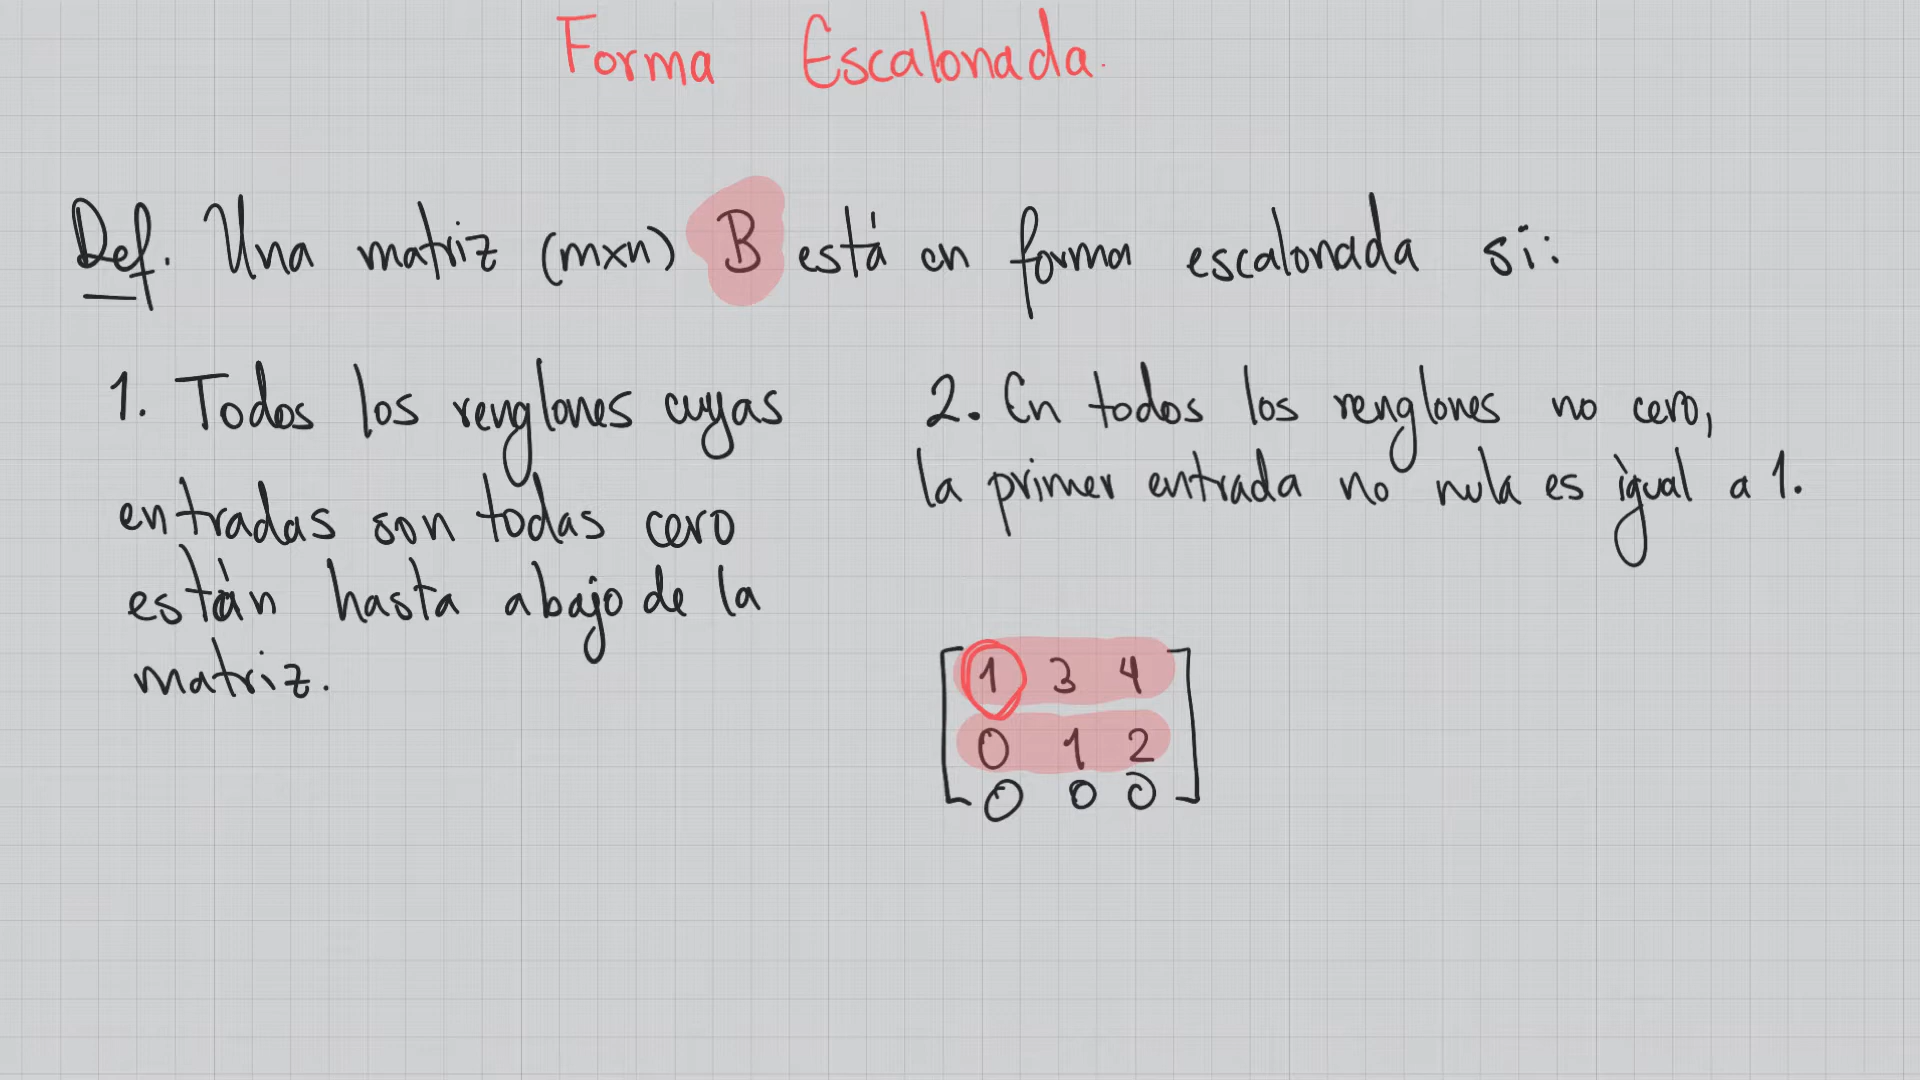 Forma Escalonada.
Def. Una matriz (mxn) B está en forma escalonada si:
1. Todos los renglones cuyas
entradas son todas cero
están hasta abajo de la
matriz.
2. En todos los renglones no cero,
la primer entrada no nula es igual a 1.
1 3 4
0 1 2
0 0 0